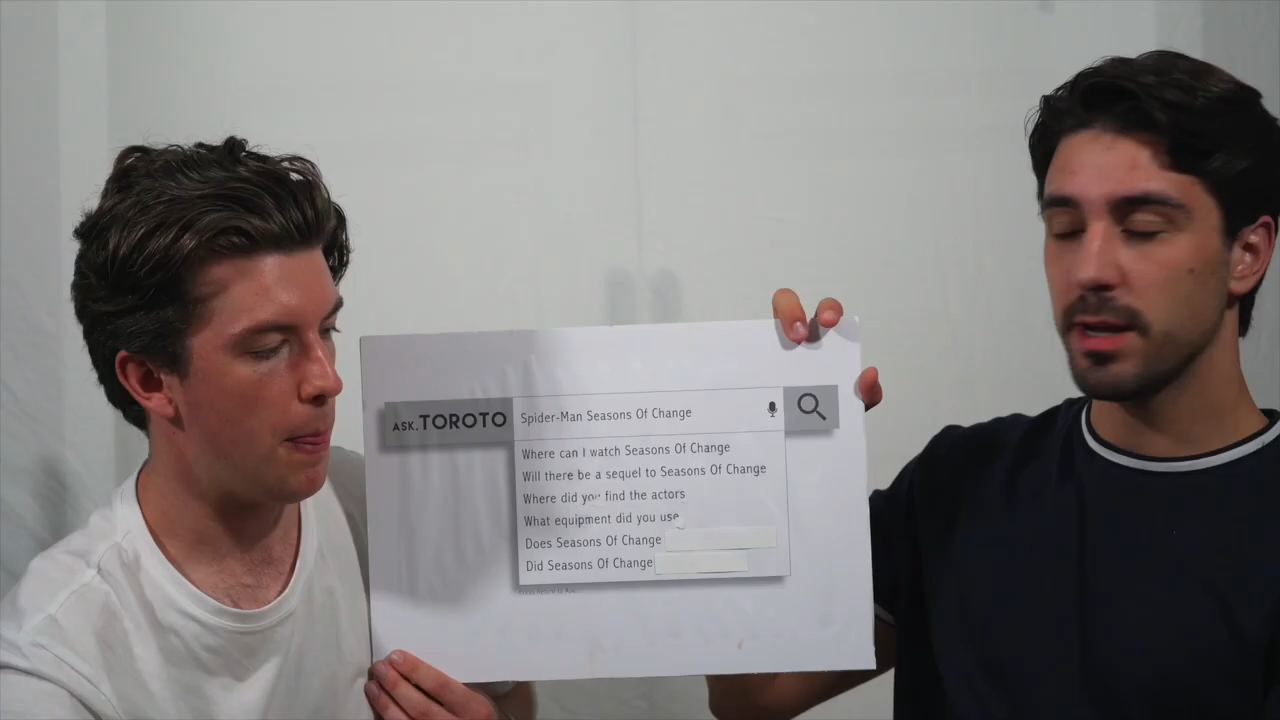 ASK.TOROTO
Spider-Man Seasons Of Change
Where can I watch Seasons Of Change
Will there be a sequel to Seasons Of Change
Where did you find the actors
What equipment did you use
Does Seasons Of Change
Did Seasons Of Change